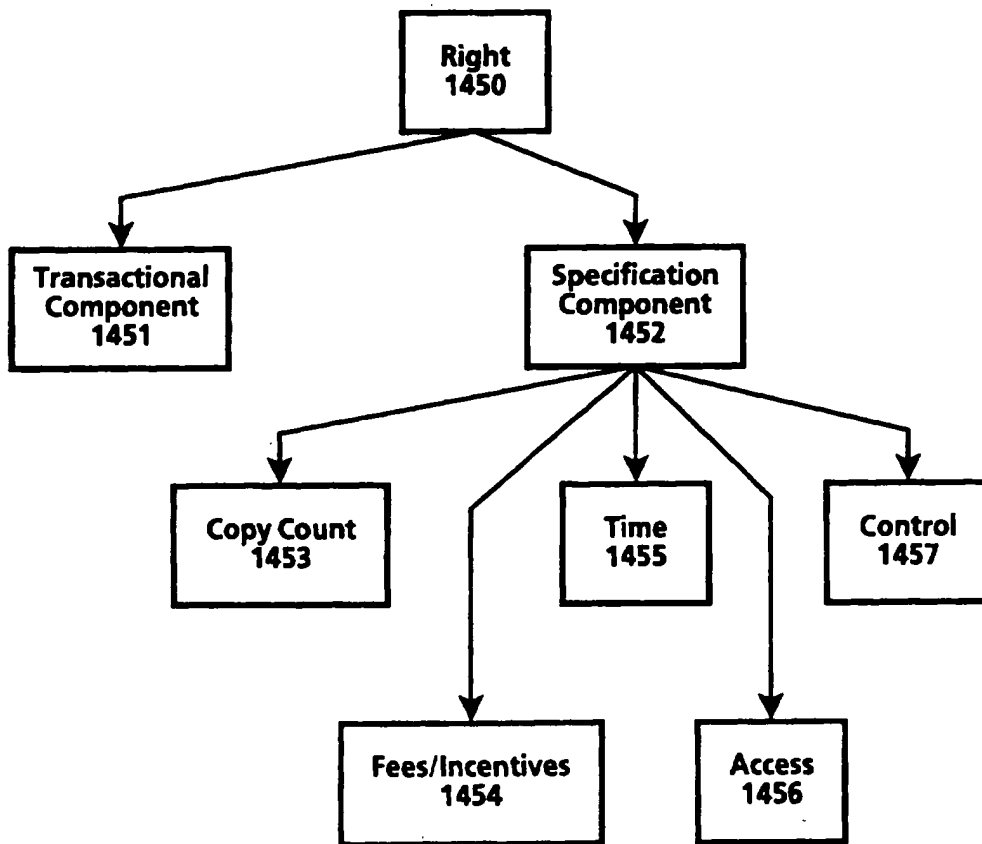 Right
1450
Transactional
Component
1451
Specification
Component
1452
Copy Count
1453
Time
1455
Control
1457
Fees/Incentives
1454
Access
1456